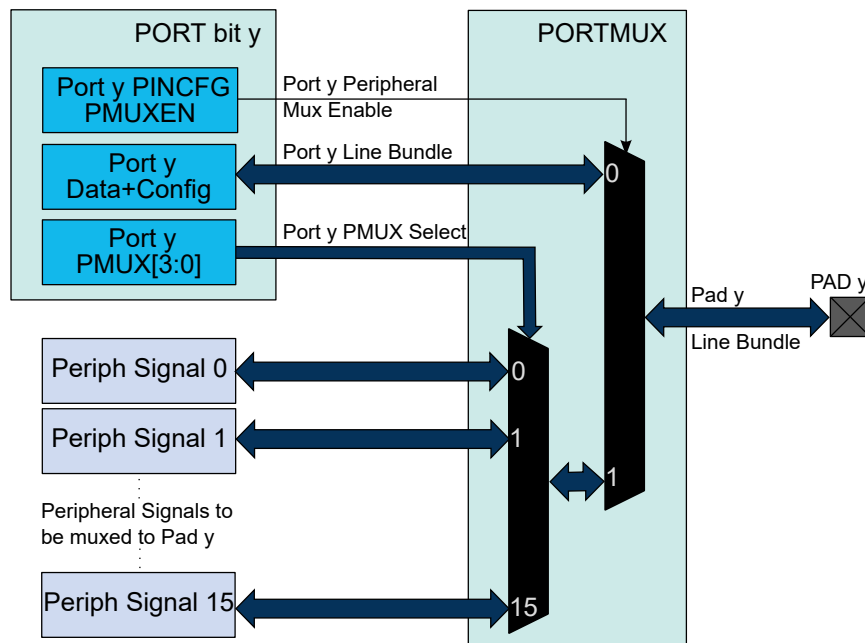 PORT bit y
PORTMUX
Port y PINCFG
PMUXEN
Port y Peripheral
Mux Enable
Port y
Data+Config
Port y Line Bundle
0
Port y
PMUX[3:0]
Port y PMUX Select
PAD y
Pad y
Line Bundle
Periph Signal 0
0
Periph Signal 1
1
1
Peripheral Signals to
be muxed to Pad y
Periph Signal 15
15